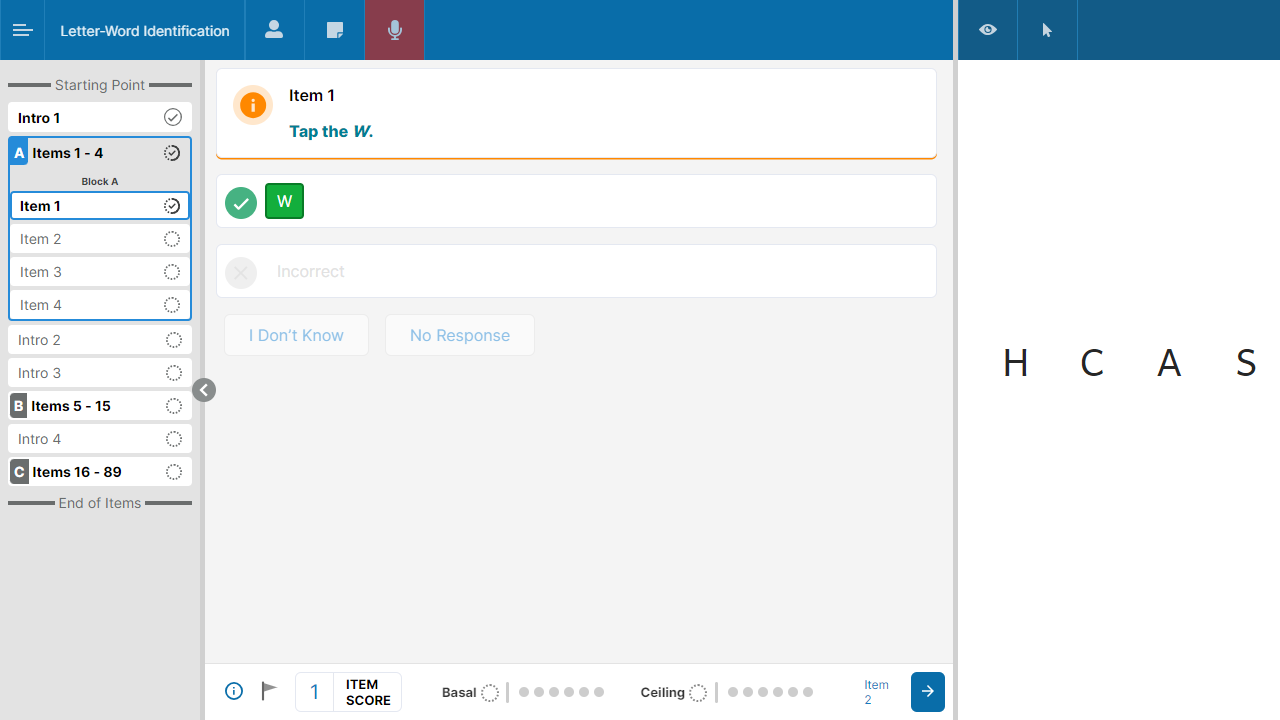 Letter-Word Identification
Starting Point
Intro 1
A Items 1 - 4
Block A
Item 1
Item 2
Item 3
Item 4
Intro 2
Intro 3
B Items 5 - 15
Intro 4
C Items 16 - 89
End of Items
Item 1
Tap the W.
W
Incorrect
I Don't Know No Response
1 ITEM SCORE
Basal
Ceiling
Item 2
H C A S